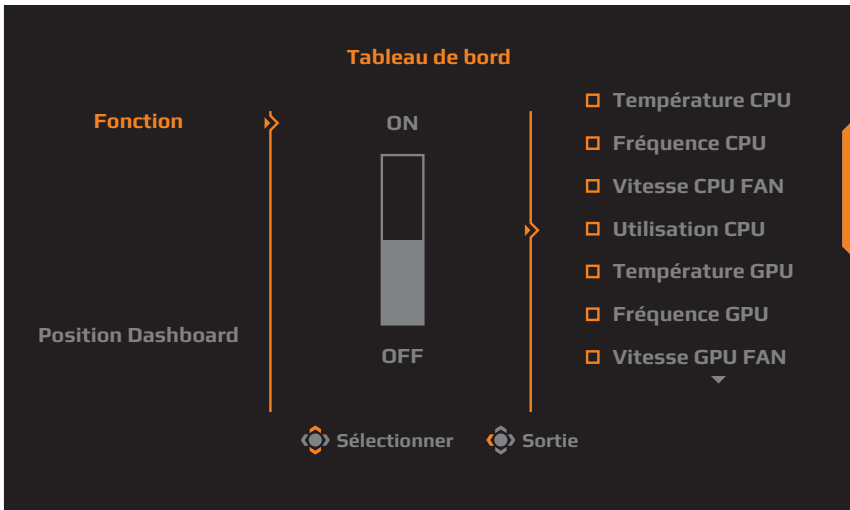 Tableau de bord
Fonction
Position Dashboard
ON
OFF
Température CPU
Fréquence CPU
Vitesse CPU FAN
Utilisation CPU
Température GPU
Fréquence GPU
Vitesse GPU FAN
Sélectionner
Sortie